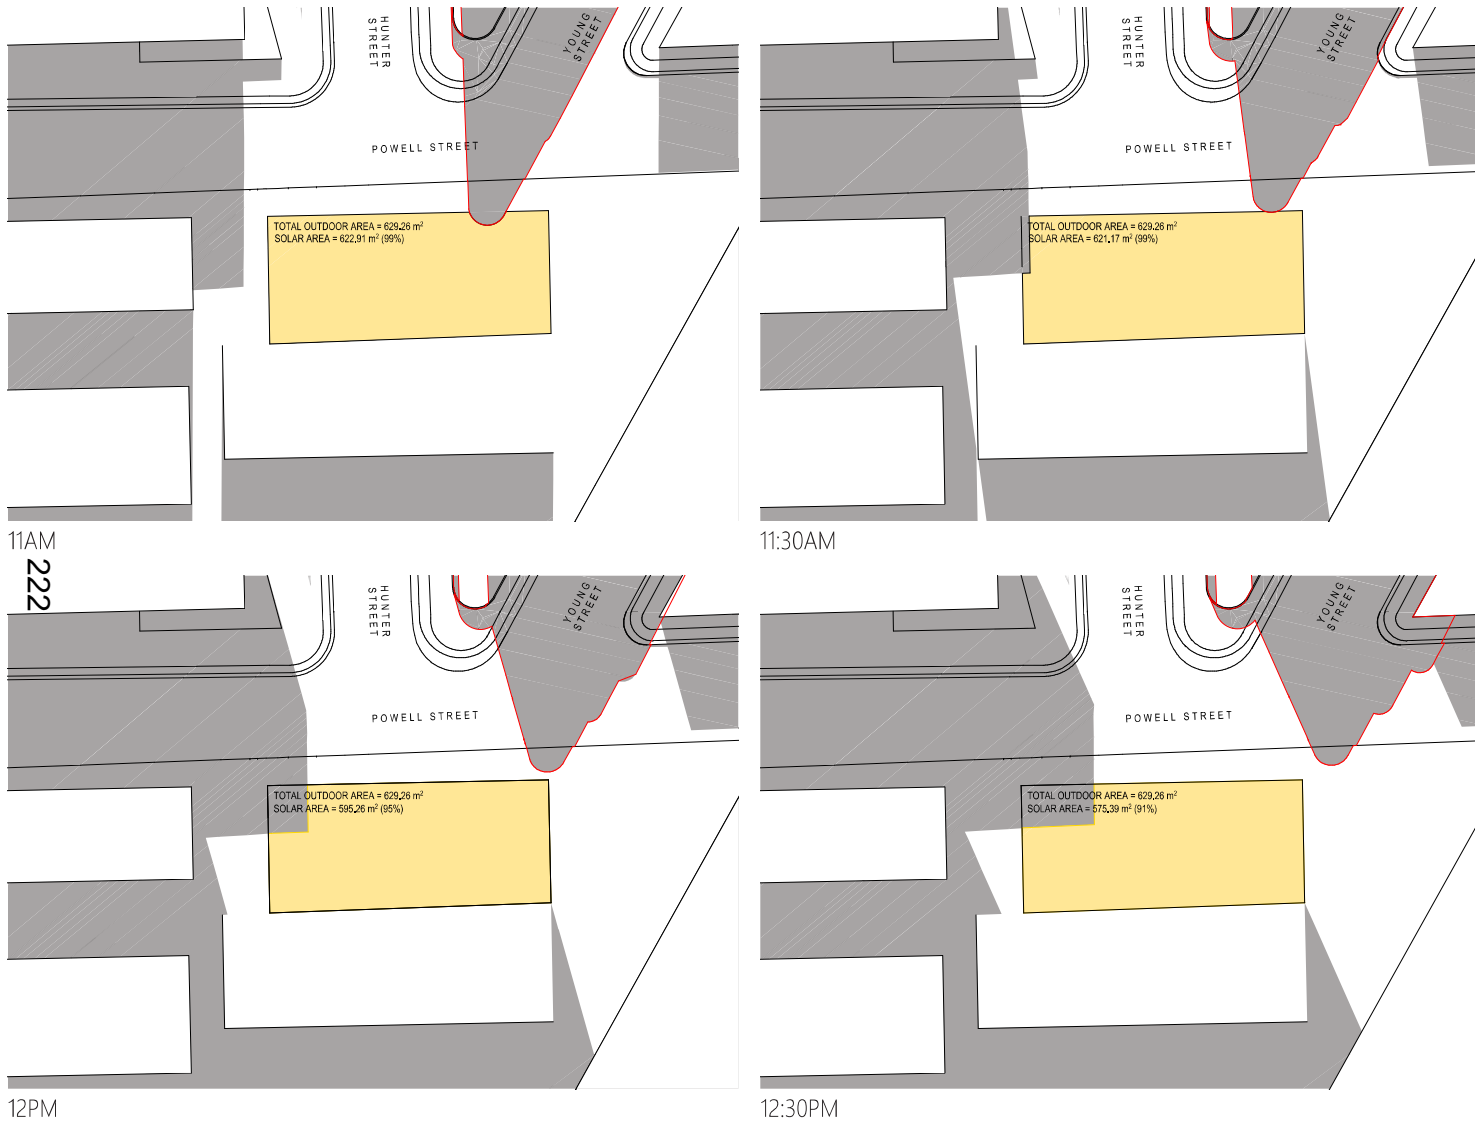 HUNTER
STREET
YOUNG
STREET
POWELL STREET
TOTAL OUTDOOR AREA = 629.26 m²
SOLAR AREA = 622.91 m² (99%)
11AM
HUNTER
STREET
YOUNG
STREET
POWELL STREET
TOTAL OUTDOOR AREA = 629.26 m²
SOLAR AREA = 621.17 m² (99%)
11:30AM
222
HUNTER
STREET
YOUNG
STREET
POWELL STREET
TOTAL OUTDOOR AREA = 629.26 m²
SOLAR AREA = 595.26 m² (95%)
12PM
HUNTER
STREET
YOUNG
STREET
POWELL STREET
TOTAL OUTDOOR AREA = 629.26 m²
SOLAR AREA = 575.39 m² (91%)
12:30PM